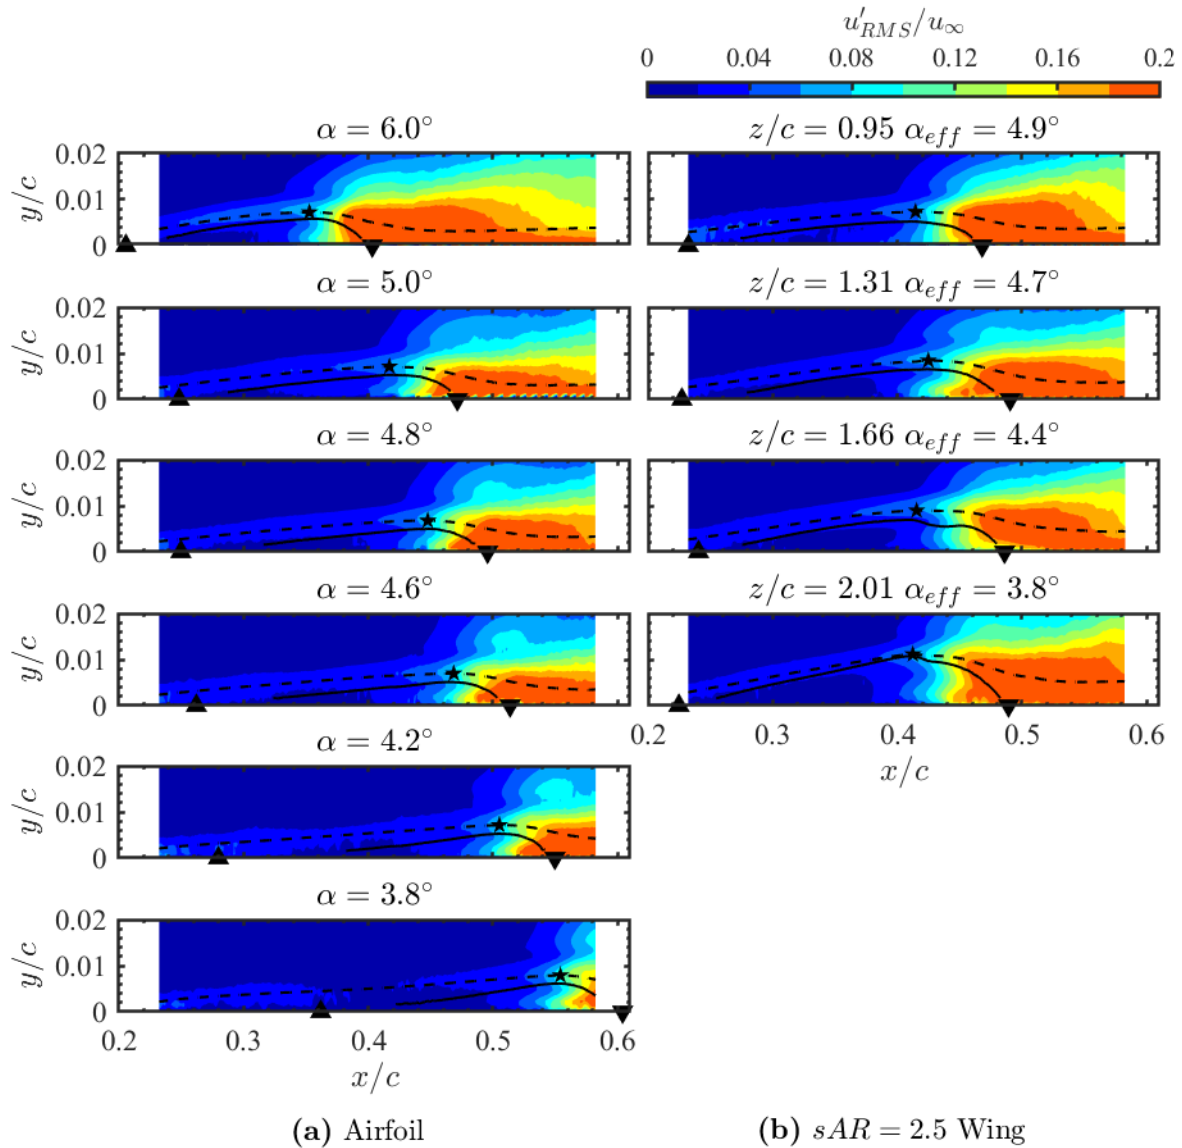 u′RMS/u∞
0 0.04 0.08 0.12 0.16 0.2
α = 6.0°
z/c = 0.95 αeff = 4.9°
0.02
0.01
0
y/c
α = 5.0°
z/c = 1.31 αeff = 4.7°
0.02
0.01
0
y/c
α = 4.8°
z/c = 1.66 αeff = 4.4°
0.02
0.01
0
y/c
α = 4.6°
z/c = 2.01 αeff = 3.8°
0.02
0.01
0
y/c
0.2 0.3 0.4 0.5 0.6
x/c
α = 4.2°
0.02
0.01
0
y/c
α = 3.8°
0.02
0.01
0
y/c
0.2 0.3 0.4 0.5 0.6
x/c
(a) Airfoil
(b) sAR = 2.5 Wing